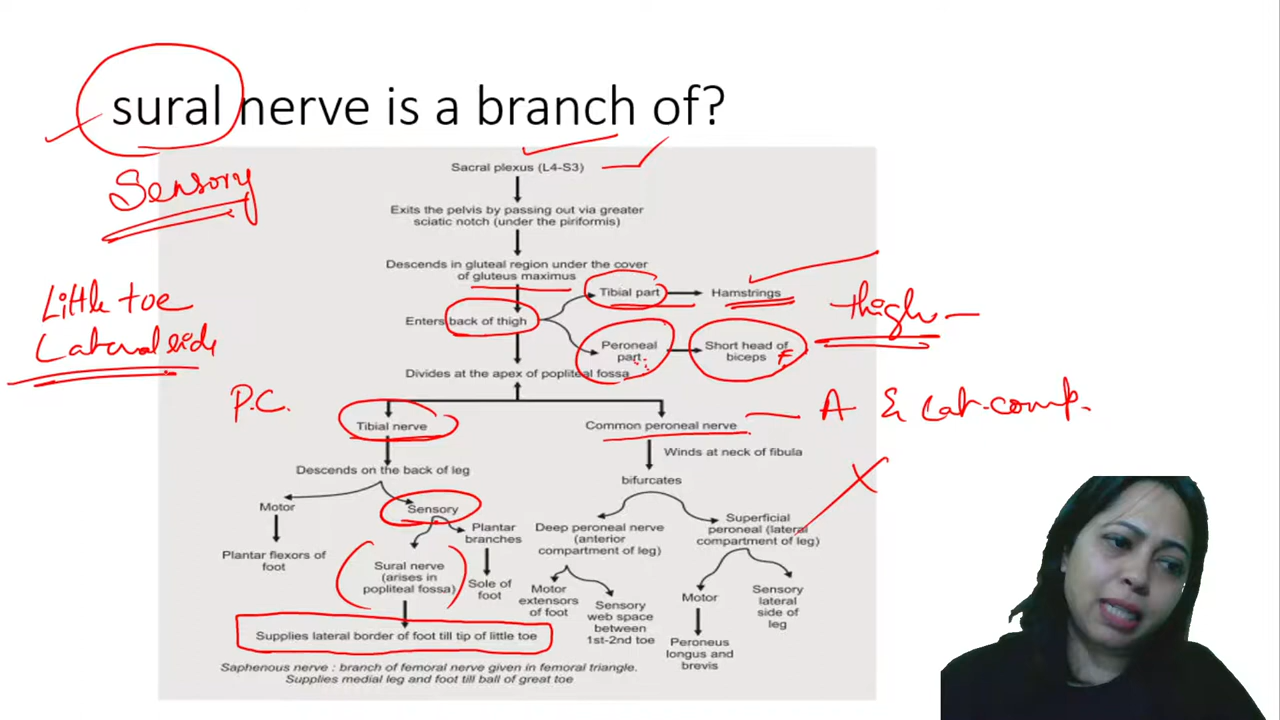 sural nerve is a branch of?
Sensory
Little toe
Lateral side
P.C.
Sacral plexus (L4-S3)
Exits the pelvis by passing out via greater
sciatic notch (under the piriformis)
Descends in gluteal region under the cover
of gluteus maximus
Enters back of thigh
Tibial part
Hamstrings
Peroneal
part
Short head of
biceps F
Thigh
Divides at the apex of popliteal fossa
Tibial nerve
Common peroneal nerve
A & Lat. comp.
Descends on the back of leg
Motor
Plantar flexors of
foot
Sensory
Sural nerve
(arises in
popliteal fossa)
Plantar
branches
Sole of
foot
Supplies lateral border of foot till tip of little toe
Winds at neck of fibula
bifurcates
Deep peroneal nerve
(anterior
compartment of leg)
Motor
extensors
of foot
Sensory
web space
between
1st-2nd toe
Superficial
peroneal (lateral
compartment of leg)
Motor
Peroneus
longus and
brevis
Sensory
lateral
side of
leg
Saphenous nerve : branch of femoral nerve given in femoral triangle.
Supplies medial leg and foot till ball of great toe